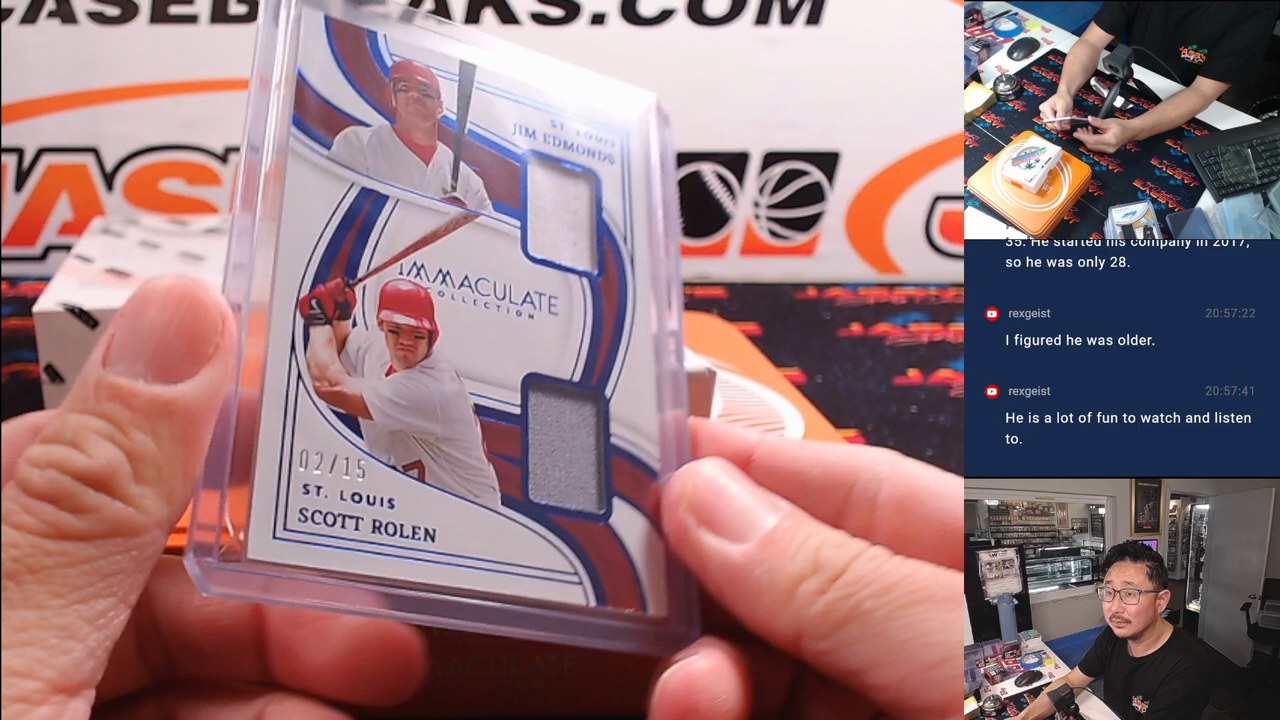 CASEBREAKS.COM
JAS
ST. LOUIS
JIM EDMONDS
IMMACULATE
COLLECTION
02/15
ST. LOUIS
SCOTT ROLEN
35. He started his company in 2017,
so he was only 28.
rexgeist 20:57:22
I figured he was older.
rexgeist 20:57:41
He is a lot of fun to watch and listen
to.